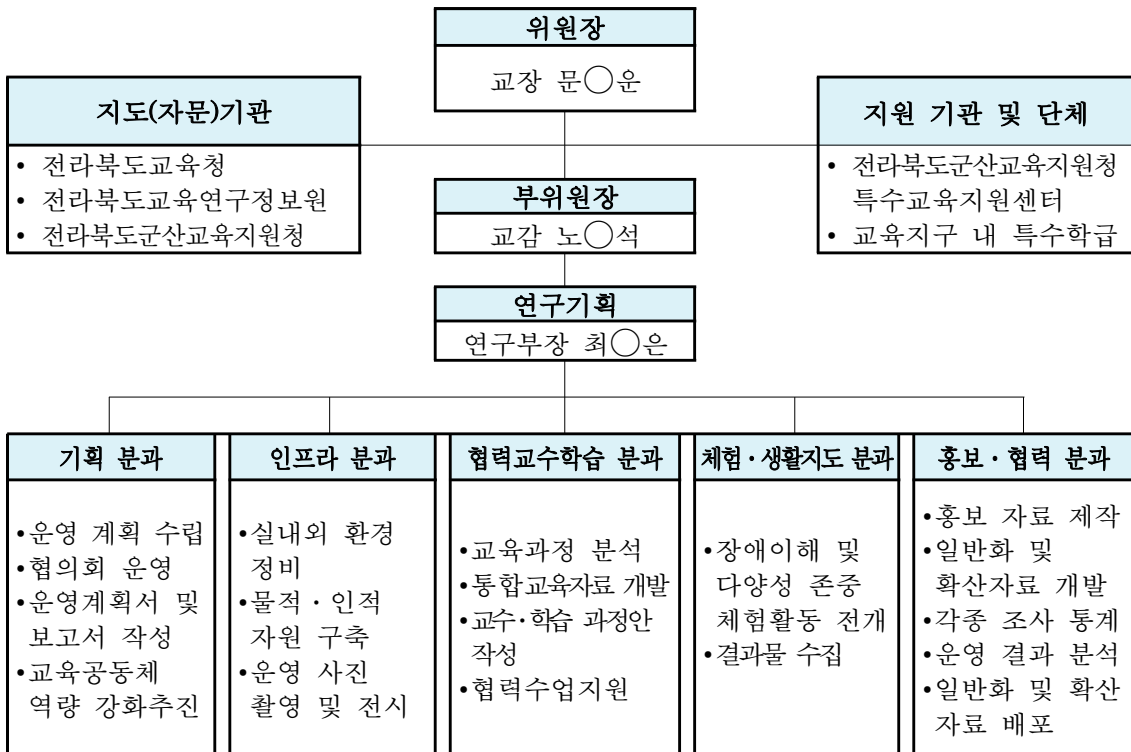 위원장
교장 문◯운
지도(자문)기관
• 전라북도교육청
• 전라북도교육연구정보원
• 전라북도군산교육지원청
지원 기관 및 단체
• 전라북도군산교육지원청
특수교육지원센터
• 교육지구 내 특수학급
부위원장
교감 노◯석
연구기획
연구부장 최◯은
기획 분과
•운영 계획 수립
•협의회 운영
•운영계획서 및
보고서 작성
•교육공동체
역량 강화추진
인프라 분과
•실내외 환경
정비
•물적·인적
자원 구축
•운영 사진
촬영 및 전시
협력교수학습 분과
•교육과정 분석
•통합교육자료 개발
•교수·학습 과정안
작성
•협력수업지원
체험·생활지도 분과
•장애이해 및
다양성 존중
체험활동 전개
•결과물 수집
홍보·협력 분과
•홍보 자료 제작
•일반화 및
확산자료 개발
•각종 조사 통계
•운영 결과 분석
•일반화 및 확산
자료 배포